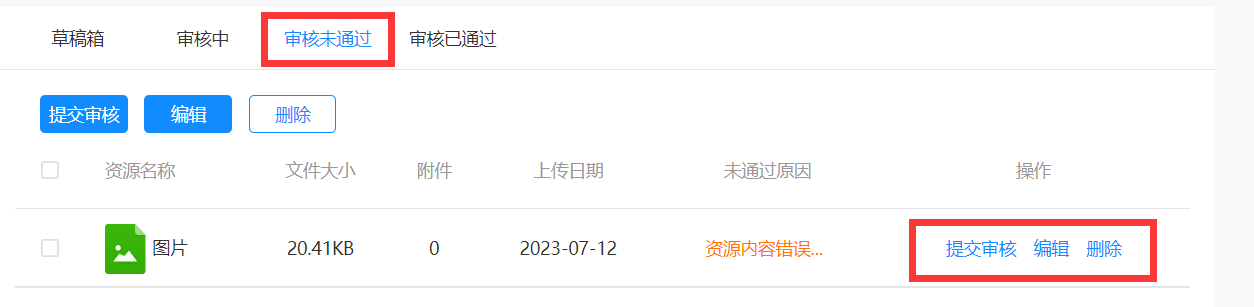 草稿箱 审核中 审核未通过 审核已通过
提交审核 编辑 删除
资源名称 文件大小 附件 上传日期 未通过原因 操作
图片 20.41KB 0 2023-07-12 资源内容错误... 提交审核 编辑 删除